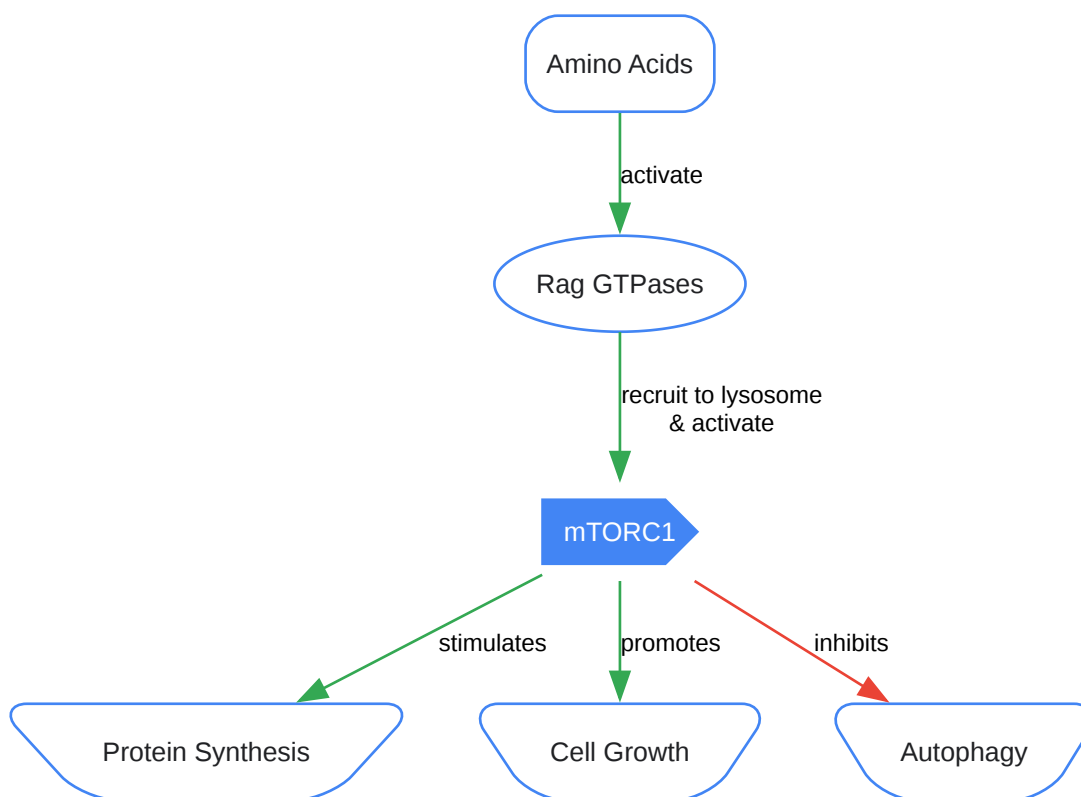 Amino Acids
activate
Rag GTPases
recruit to lysosome
& activate
mTORC1
stimulates
promotes
inhibits
Protein Synthesis
Cell Growth
Autophagy